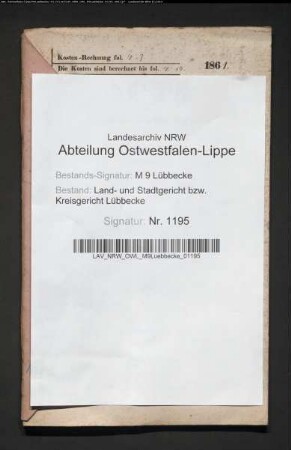 Kosten-Rechnung fol.
Die Kosten sind berechnet bis fol.
186
Landesarchiv NRW
Abteilung Ostwestfalen-Lippe
Bestands-Signatur: M 9 Lübbecke
Bestand: Land- und Stadtgericht bzw.
Kreisgericht Lübbecke
Signatur: Nr. 1195
LAV_NRW_OWL_M9Luebbecke_01195